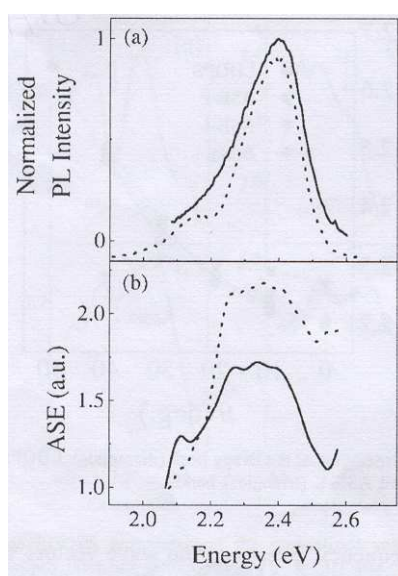 (a)
1
Normalized
PL Intensity
0
(b)
2.0
ASE (a.u.)
1.5
1.0
2.0 2.2 2.4 2.6
Energy (eV)